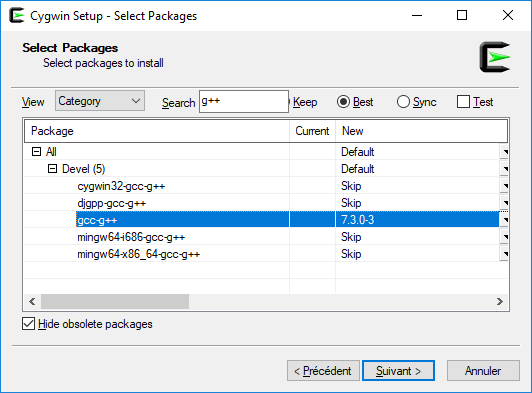 Cygwin Setup - Select Packages
Select Packages
Select packages to install
View Category Search g++ Keep Best Sync Test
Package Current New
All Default
Devel (5) Default
cygwin32-gcc-g++ Skip
djgpp-gcc-g++ Skip
gcc-g++ 7.3.0-3
mingw64-i686-gcc-g++ Skip
mingw64-x86_64-gcc-g++ Skip
Hide obsolete packages
< Précédent Suivant > Annuler